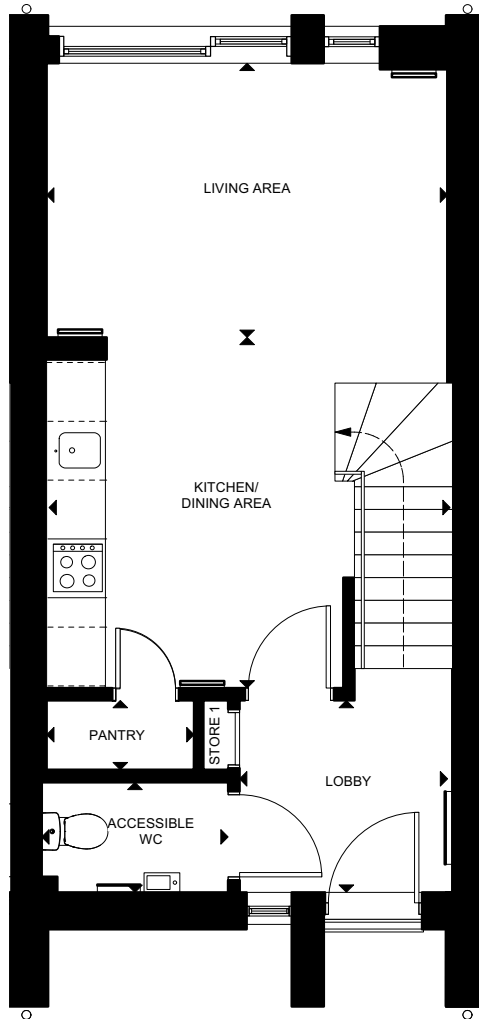 LIVING AREA
KITCHEN/
DINING AREA
PANTRY
STORE 1
LOBBY
ACCESSIBLE
WC